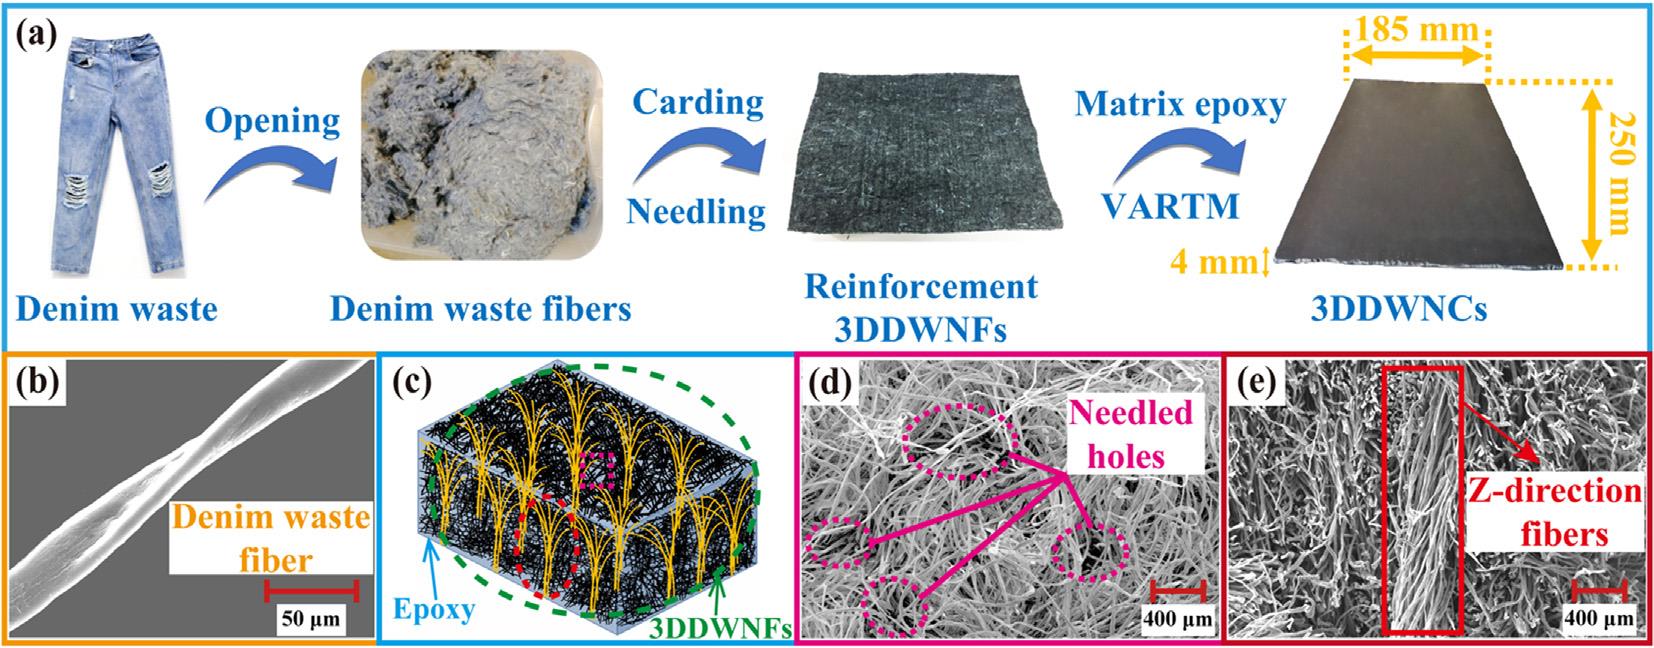 (a)
185 mm
Opening
Carding
Needling
Matrix epoxy
VARTM
250 mm
4 mm
Denim waste
Denim waste fibers
Reinforcement
3DDWNFs
3DDWNCs
(b)
Denim waste
fiber
50 μm
(c)
Epoxy
3DDWNFs
(d)
Needled
holes
400 μm
(e)
Z-direction
fibers
400 μm